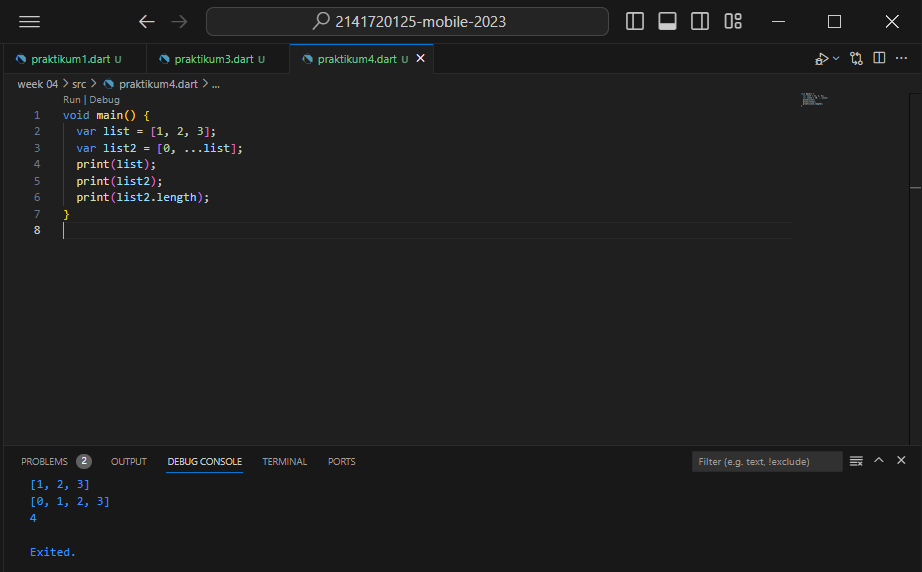 2141720125-mobile-2023
praktikum1.dart U praktikum3.dart U praktikum4.dart U
week 04 > src > praktikum4.dart > ...
Run | Debug
1 void main() {
2 var list = [1, 2, 3];
3 var list2 = [0, ...list];
4 print(list);
5 print(list2);
6 print(list2.length);
7 }
8
PROBLEMS 2 OUTPUT DEBUG CONSOLE TERMINAL PORTS Filter (e.g. text, !exclude)
[1, 2, 3]
[0, 1, 2, 3]
4
Exited.